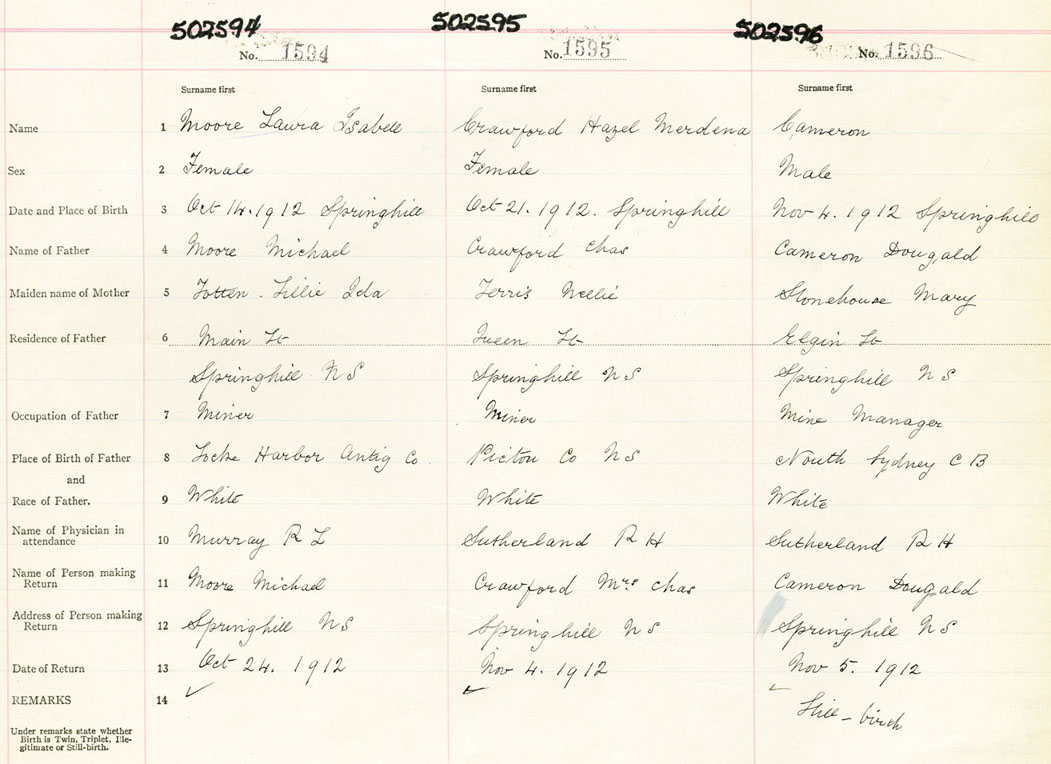 502594 502595 502596
No. 1594 No. 1595 No. 1596
Surname first Surname first Surname first
Name 1 Moore Laura Isabele Crawford Hazel Merdena Cameron
Sex 2 Female Female Male
Date and Place of Birth 3 Oct 14. 1912 Springhill Oct 21. 1912. Springhill Nov 4. 1912 Springhill
Name of Father 4 Moore Michael Crawford Chas Cameron Dougald
Maiden name of Mother 5 Totten. Lillie Ida Ferris Nellie Stonehouse Mary
Residence of Father 6 Main St Queen St Elgin St
Springhill N S Springhill N S Springhill N S
Occupation of Father 7 Miner Miner Mine Manager
Place of Birth of Father 8 Locke Harbor Antig Co. Pictou Co N S North Sydney C B
and
Race of Father. 9 White White White
Name of Physician in
attendance 10 Murray R L Sutherland R H Sutherland R H
Name of Person making
Return 11 Moore Michael Crawford Mrs Chas Cameron Dougald
Address of Person making
Return 12 Springhill N S Springhill N S Springhill N S
Date of Return 13 Oct 24. 1912 Nov 4. 1912 Nov 5. 1912
REMARKS 14 Still-birth
Under remarks state whether
Birth is Twin, Triplet, Ille-
gitimate or Still-birth.